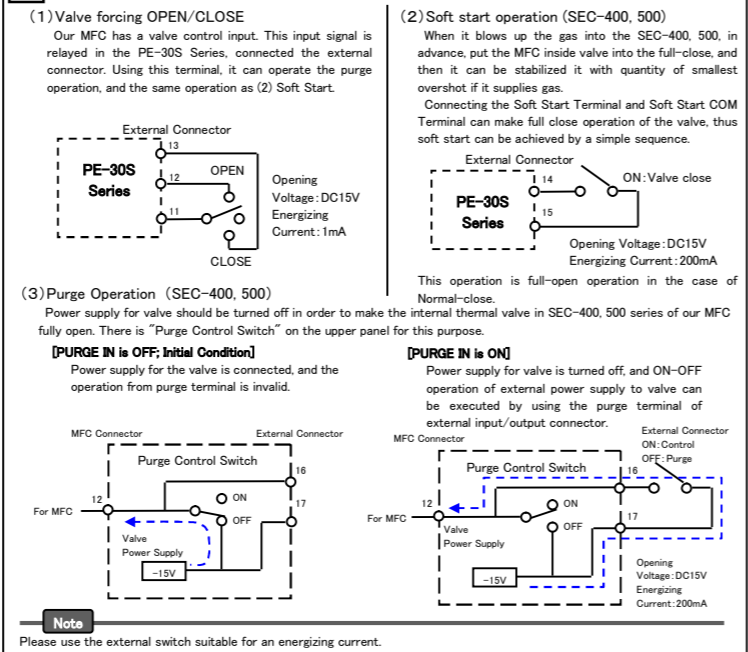 (1)Valve forcing OPEN/CLOSE
Our MFC has a valve control input. This input signal is
relayed in the PE-30S Series, connected the external
connector. Using this terminal, it can operate the purge
operation, and the same operation as (2) Soft Start.
External Connector
13
PE-30S
Series
12
OPEN
11
CLOSE
Opening
Voltage:DC15V
Energizing
Current:1mA
(2)Soft start operation (SEC-400, 500)
When it blows up the gas into the SEC-400, 500, in
advance, put the MFC inside valve into the full-close, and
then it can be stabilized it with quantity of smallest
overshot if it supplies gas.
Connecting the Soft Start Terminal and Soft Start COM
Terminal can make full close operation of the valve, thus
soft start can be achieved by a simple sequence.
External Connector
14
ON:Valve close
PE-30S
Series
15
Opening Voltage:DC15V
Energizing Current:200mA
This operation is full-open operation in the case of
Normal-close.
(3)Purge Operation (SEC-400, 500)
Power supply for valve should be turned off in order to make the internal thermal valve in SEC-400, 500 series of our MFC
fully open. There is "Purge Control Switch" on the upper panel for this purpose.
[PURGE IN is OFF; Initial Condition]
Power supply for the valve is connected, and the
operation from purge terminal is invalid.
MFC Connector
External Connector
Purge Control Switch
16
12
ON
17
For MFC
OFF
Valve
Power Supply
-15V
[PURGE IN is ON]
Power supply for valve is turned off, and ON-OFF
operation of external power supply to valve can
be executed by using the purge terminal of
external input/output connector.
External Connector
ON:Control
OFF:Purge
MFC Connector
Purge Control Switch
16
12
ON
17
For MFC
OFF
Valve
Power Supply
-15V
Opening
Voltage:DC15V
Energizing
Current:200mA
Note
Please use the external switch suitable for an energizing current.